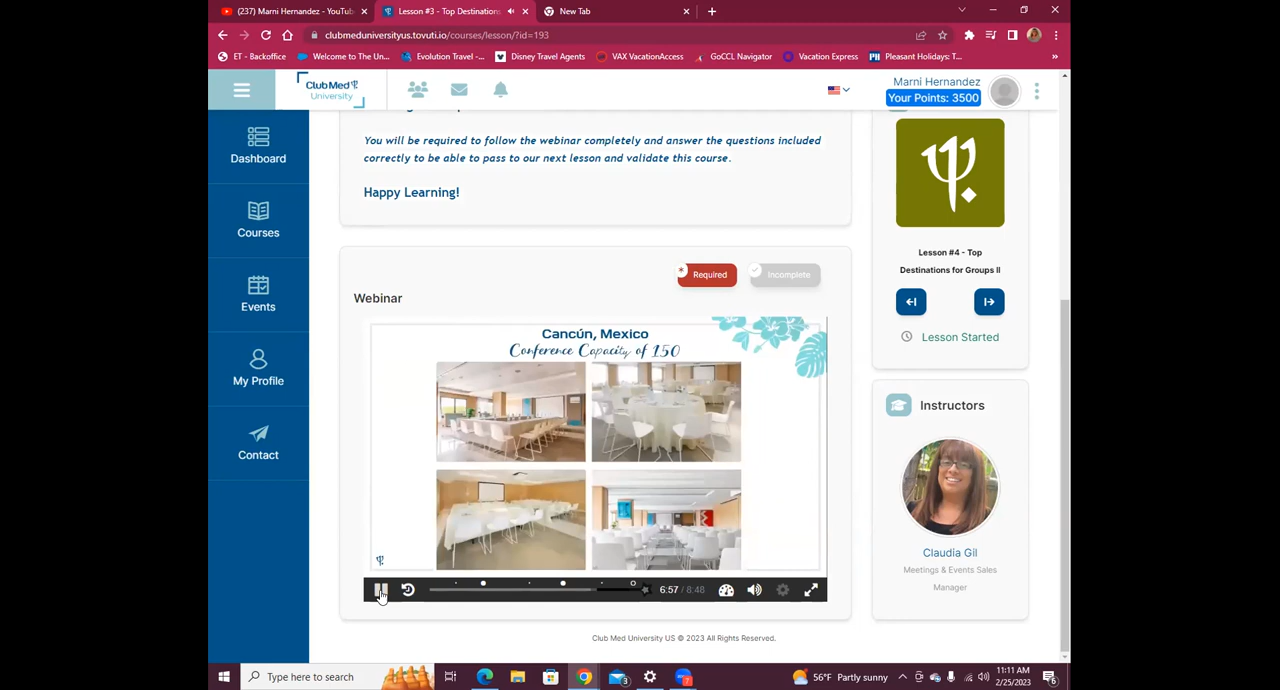 (237) Marni Hernandez - YouTub
Lesson #3 - Top Destination
New Tab
clubmeduniversityus.tovuti.io/courses/lesson/?id=193
ET - Backoffice
Welcome to The Un...
Evolution Travel -...
Disney Travel Agents
VAX VacationAccess
GoCCL Navigator
Vacation Express
Pleasant Holidays: T...
Club Med
University
Marni Hernandez
Your Points: 3500
Dashboard
Courses
Events
My Profile
Contact
You will be required to follow the webinar completely and answer the questions included
correctly to be able to pass to our next lesson and validate this course.
Happy Learning!
Required
Incomplete
Webinar
Cancún, Mexico
Conference Capacity of 150
6:57 / 8:48
Lesson #4 - Top
Destinations for Groups II
Lesson Started
Instructors
Claudia Gil
Meetings & Events Sales
Manager
Club Med University US © 2023 All Rights Reserved.
Type here to search
56°F Partly sunny
11:11 AM
2/25/2023